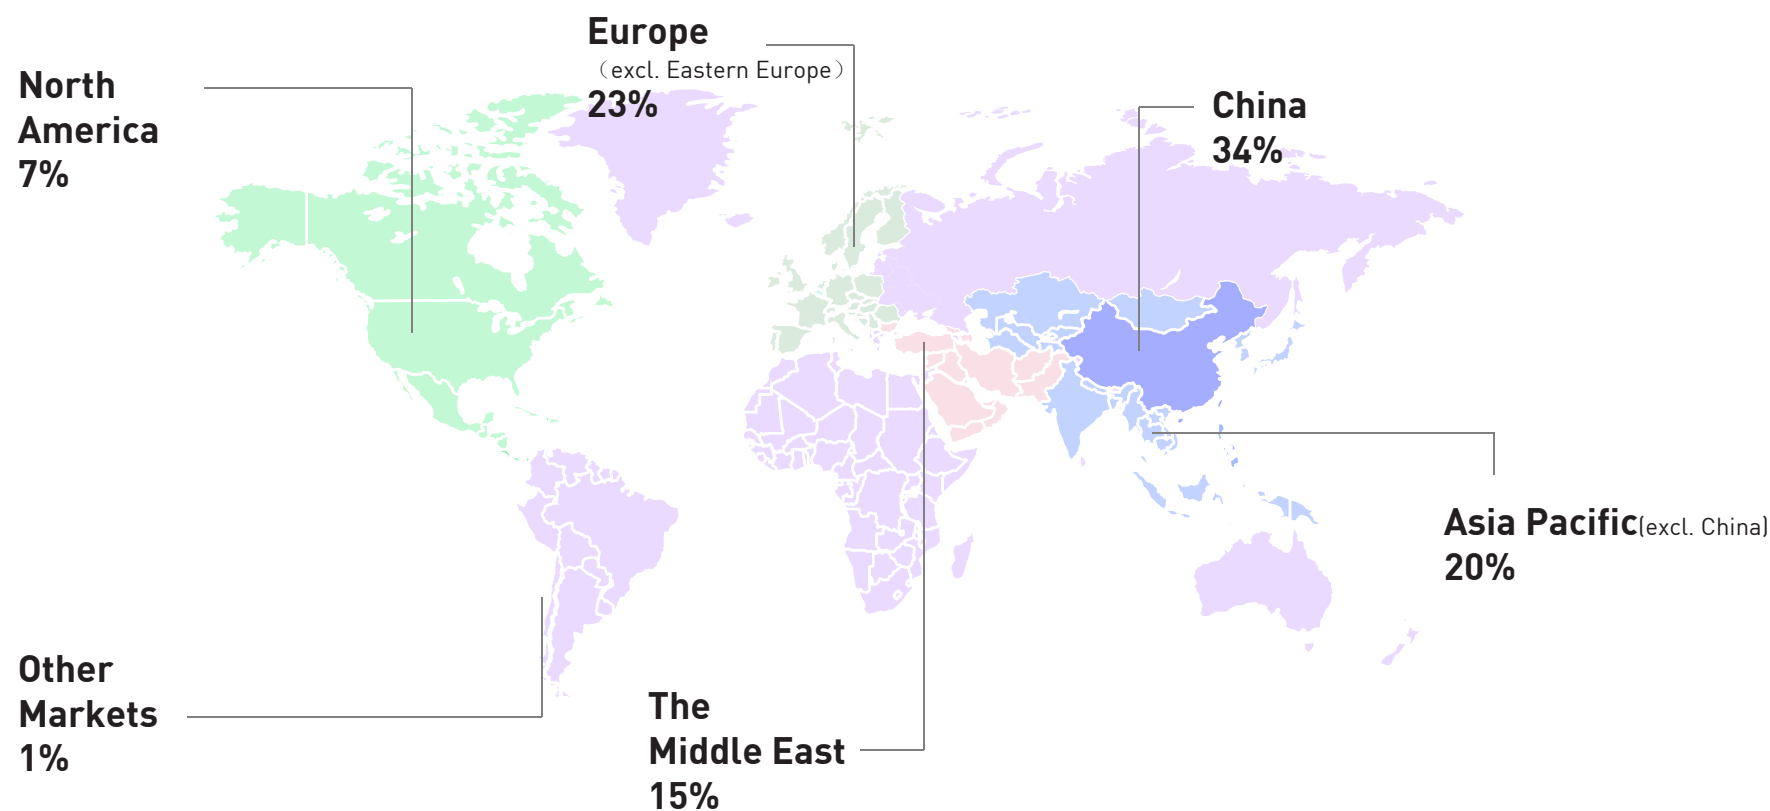 Europe
（excl. Eastern Europe）
23%
North
America
7%
China
34%
Asia Pacific(excl. China)
20%
Other
Markets
1%
The
Middle East
15%